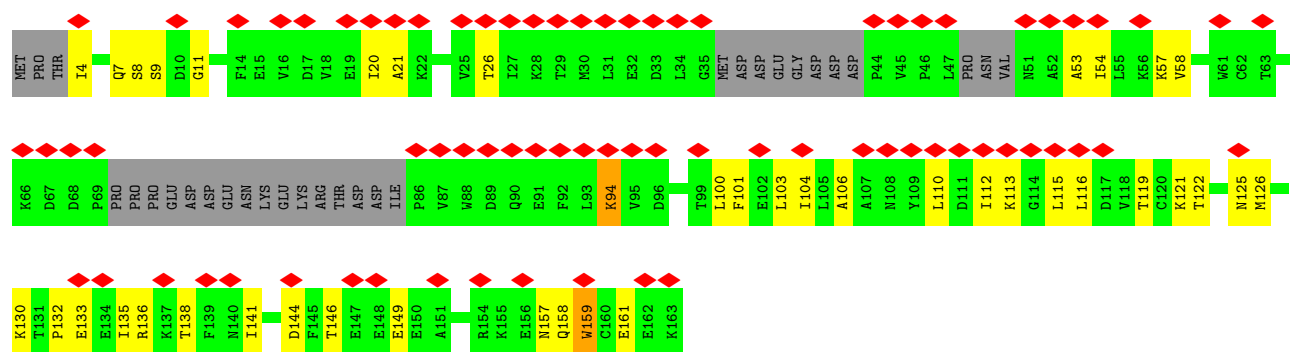 MET PRO THR I4 Q7 S8 S9 D10 G11 F14 E15 V16 D17 V18 E19 I20 A21 K22 V25 T26 I27 K28 T29 M30 L31 E32 D33 L34 G35 MET ASP ASP GLU GLY ASP ASP ASP P44 V45 P46 L47 PRO ASN VAL N51 A52 A53 I54 L55 K56 K57 V58 W61 C62 T63
K66 D67 D68 P69 PRO PRO PRO GLU ASP ASP GLU ASN LYS GLU LYS ARG THR ASP ASP ILE P86 V87 W88 D89 Q90 E91 F92 L93 K94 V95 D96 T99 L100 F101 E102 L103 I104 L105 A106 A107 N108 Y109 L110 D111 I112 K113 G114 L115 L116 D117 V118 T119 C120 K121 T122 N125 M126
K130 T131 P132 E133 E134 I135 R136 K137 T138 F139 N140 I141 D144 F145 T146 E147 E148 E149 E150 A151 R154 K155 E156 N157 Q158 W159 C160 E161 E162 K163